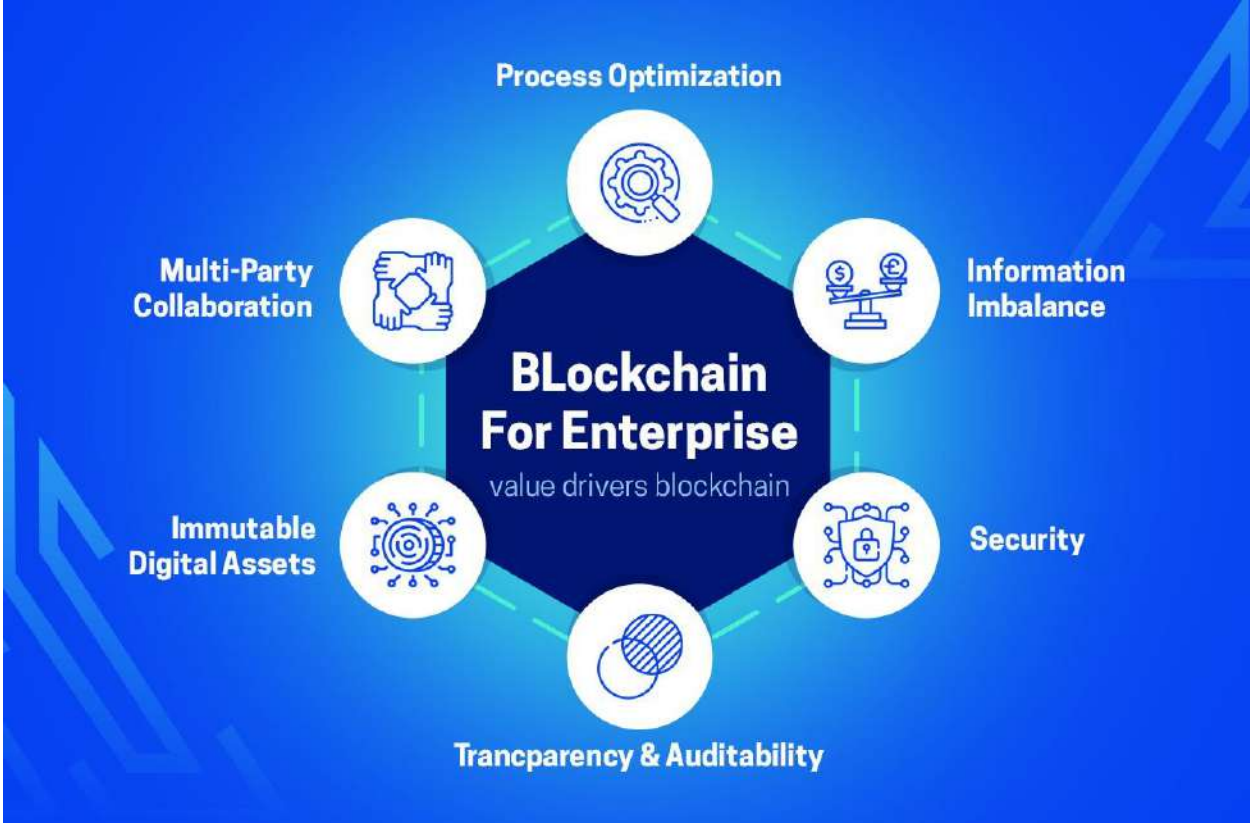 Process Optimization
Multi-Party
Collaboration
Information
Imbalance
$
£
BLockchain
For Enterprise
value drivers blockchain
Immutable
Digital Assets
Security
Trancparency & Auditability